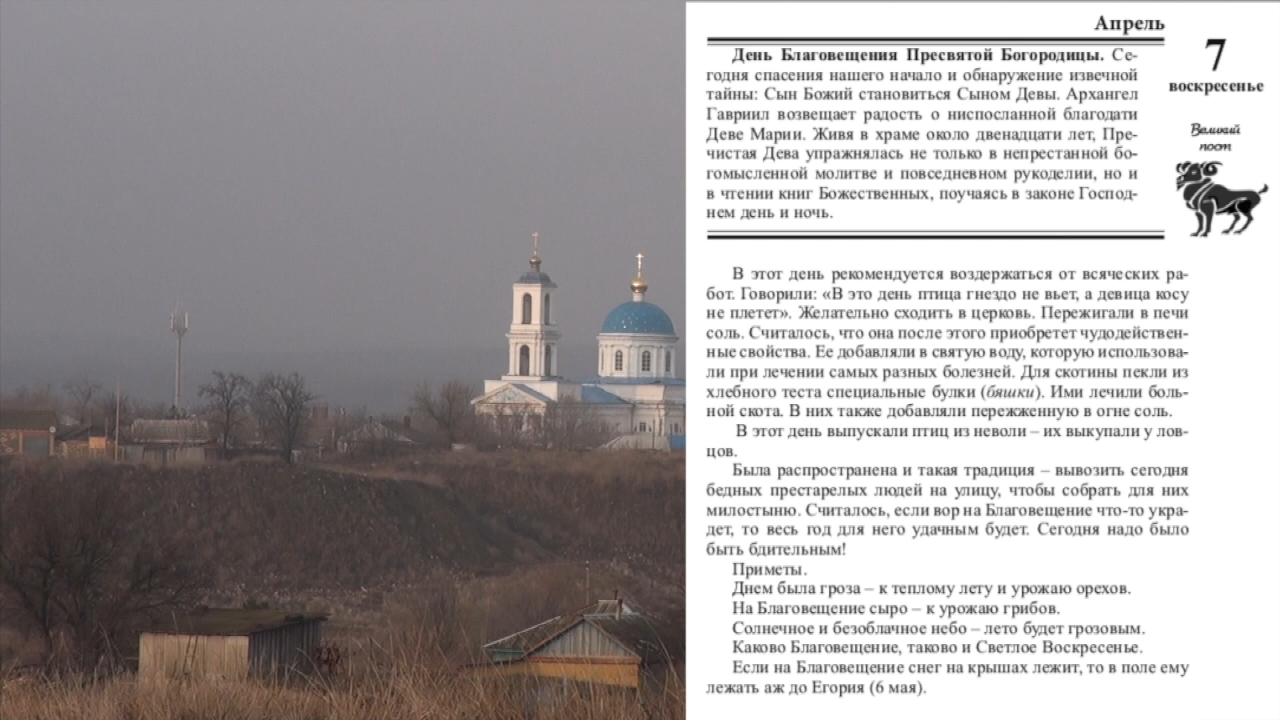 Апрель
7
воскресенье
Великий
пост
День Благовещения Пресвятой Богородицы. Се-
годня спасения нашего начало и обнаружение извечной
тайны: Сын Божий становиться Сыном Девы. Архангел
Гавриил возвещает радость о ниспосланной благодати
Деве Марии. Живя в храме около двенадцати лет, Пре-
чистая Дева упражнялась не только в непрестанной бо-
гомысленной молитве и повседневном рукоделии, но и
в чтении книг Божественных, поучаясь в законе Господ-
нем день и ночь.
В этот день рекомендуется воздержаться от всяческих ра-
бот. Говорили: «В это день птица гнездо не вьет, а девица косу
не плетет». Желательно сходить в церковь. Пережигали в печи
соль. Считалось, что она после этого приобретет чудодействен-
ные свойства. Ее добавляли в святую воду, которую использова-
ли при лечении самых разных болезней. Для скотины пекли из
хлебного теста специальные булки (бяшки). Ими лечили боль-
ной скота. В них также добавляли пережженную в огне соль.
В этот день выпускали птиц из неволи – их выкупали у лов-
цов.
Была распространена и такая традиция – вывозить сегодня
бедных престарелых людей на улицу, чтобы собрать для них
милостыню. Считалось, если вор на Благовещение что-то укра-
дет, то весь год для него удачным будет. Сегодня надо было
быть бдительным!
Приметы.
Днем была гроза – к теплому лету и урожаю орехов.
На Благовещение сыро – к урожаю грибов.
Солнечное и безоблачное небо – лето будет грозовым.
Каково Благовещение, таково и Светлое Воскресенье.
Если на Благовещение снег на крышах лежит, то в поле ему
лежать аж до Егория (6 мая).